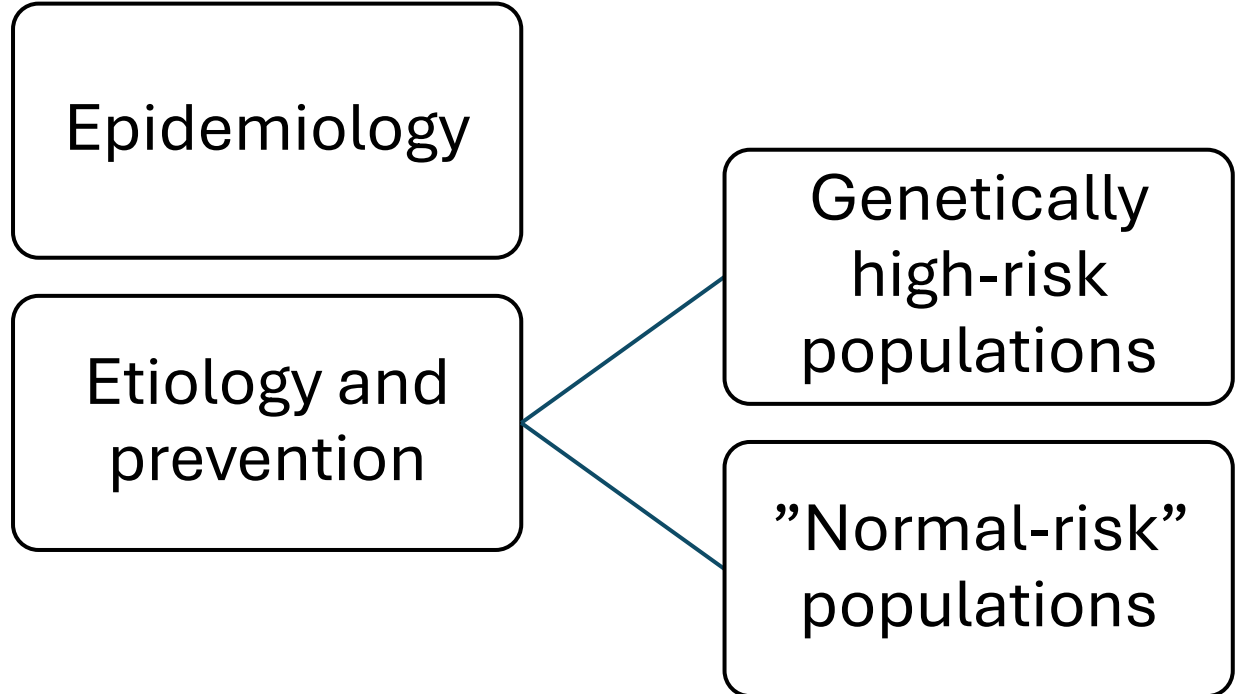 Epidemiology
Etiology and
prevention
Genetically
high-risk
populations
”Normal-risk”
populations